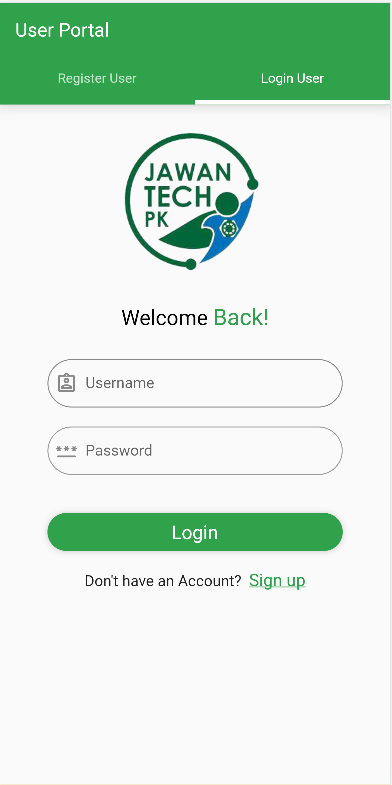 User Portal
Register User
Login User
JAWAN
TECH
PK
Welcome Back!
Username
*** Password
Login
Don't have an Account? Sign up